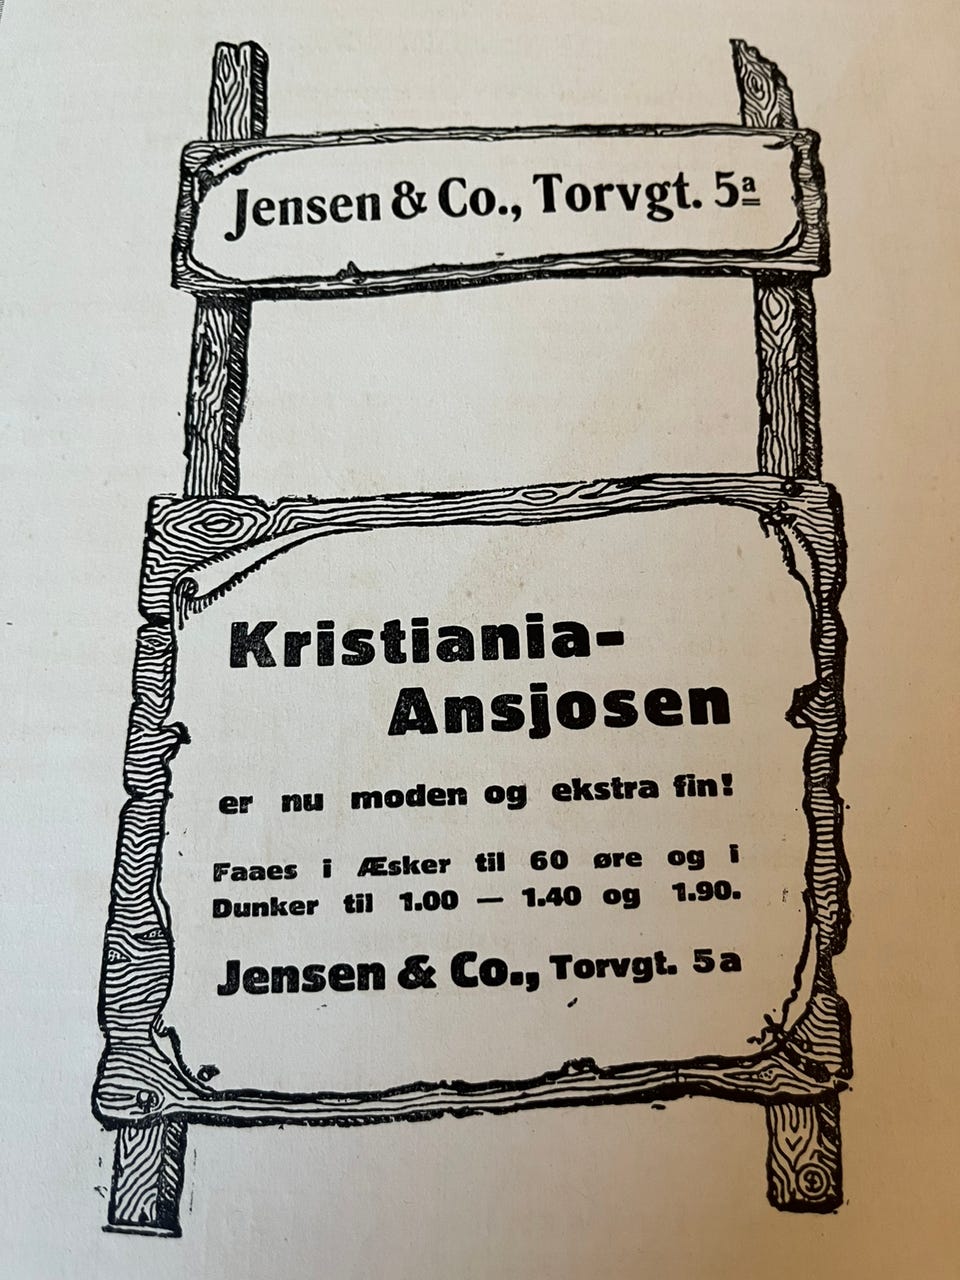 Jensen & Co., Torvgt. 5a
Kristiania-
Ansjosen
er nu moden og ekstra fin!
Faaes i Æsker til 60 øre og i
Dunker til 1.00 — 1.40 og 1.90.
Jensen & Co., Torvgt. 5a